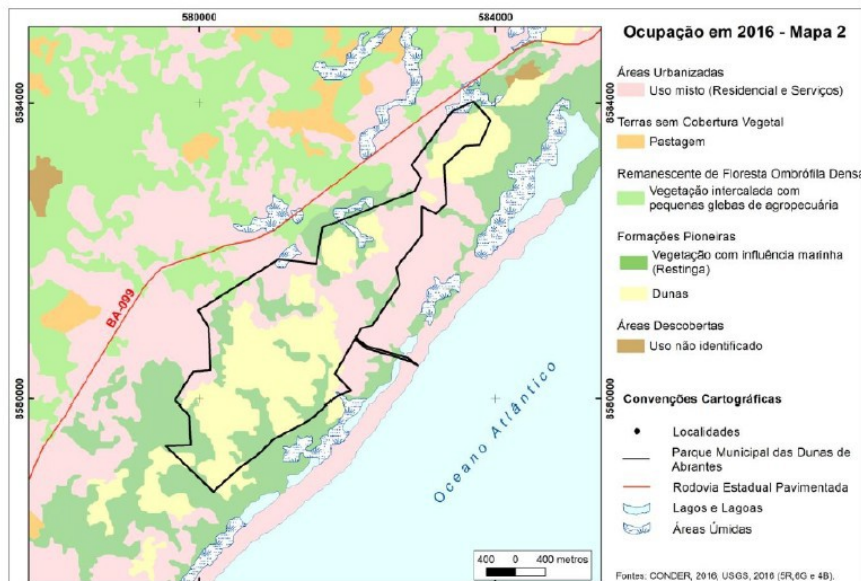 580000
584000
8584000
8584000
8580000
8580000
580000
584000
BA-099
Oceano Atlântico
400 0 400 metros
Ocupação em 2016 - Mapa 2
Áreas Urbanizadas
Uso misto (Residencial e Serviços)
Terras sem Cobertura Vegetal
Pastagem
Remanescente de Floresta Ombrófila Densa
Vegetação intercalada com
pequenas glebas de agropecuária
Formações Pioneiras
Vegetação com influência marinha
(Restinga)
Dunas
Áreas Descobertas
Uso não identificado
Convenções Cartográficas
Localidades
Parque Municipal das Dunas de
Abrantes
Rodovia Estadual Pavimentada
Lagos e Lagoas
Áreas Úmidas
Fontes: CONDER, 2016; USGS, 2016 (5R,6G e 4B).